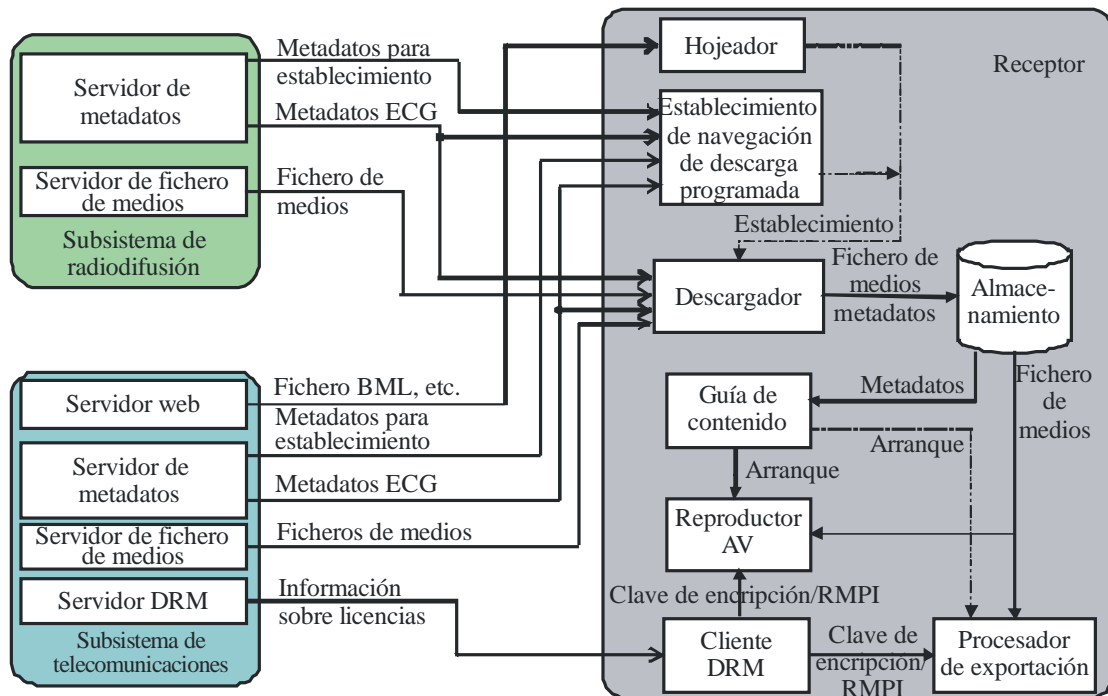 Servidor de
metadatos
Servidor de fichero
de medios
Subsistema de
radiodifusión
Metadatos para
establecimiento
Metadatos ECG
Fichero de
medios
Servidor web
Servidor de
metadatos
Servidor de fichero
de medios
Servidor DRM
Subsistema de
telecomunicaciones
Fichero BML, etc.
Metadatos para
establecimiento
Metadatos ECG
Ficheros de medios
Información
sobre licencias
Receptor
Hojeador
Establecimiento
de navegación
de descarga
programada
Establecimiento
Descargador
Fichero de
medios
metadatos
Almace-
namiento
Metadatos
Fichero
de
medios
Guía de
contenido
Arranque
Arranque
Reproductor
AV
Clave de encripción/RMPI
Cliente
DRM
Clave de
encripción/
RMPI
Procesador
de exportación